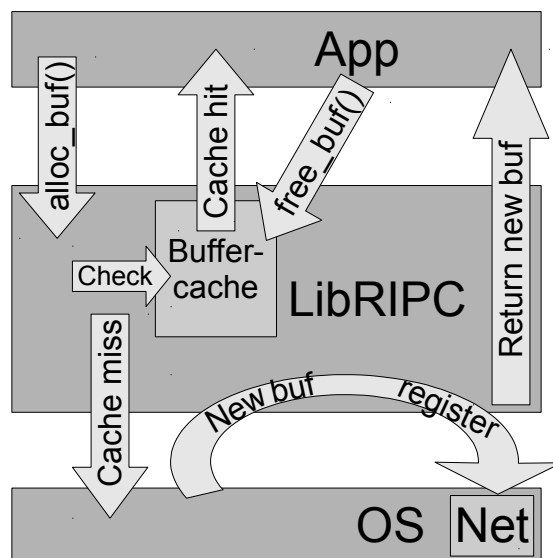 App
alloc_buf()
Cache hit
free_buf()
Return new buf
Buffer-
cache
Check
LibRIPC
Cache miss
New buf
register
OS
Net